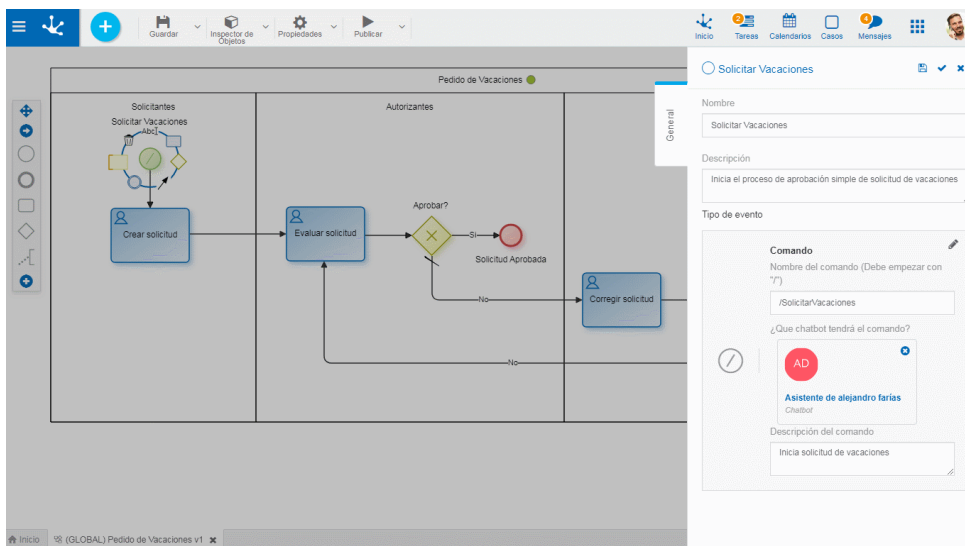 Guardar
Inspector de
Objetos
Propiedades
Publicar
Inicio
2
Tareas
Calendarios
Casos
4
Mensajes
Pedido de Vacaciones
Solicitantes
Autorizantes
Solicitar Vacaciones
Abc
Crear solicitud
Evaluar solicitud
Aprobar?
Si
Solicitud Aprobada
No
Corregir solicitud
No
General
Solicitar Vacaciones
Nombre
Solicitar Vacaciones
Descripción
Inicia el proceso de aprobación simple de solicitud de vacaciones
Tipo de evento
Comando
Nombre del comando (Debe empezar con
"/")
/SolicitarVacaciones
¿Que chatbot tendrá el comando?
AD
Asistente de alejandro farías
Chatbot
Descripción del comando
Inicia solicitud de vacaciones
Inicio
(GLOBAL) Pedido de Vacaciones v1